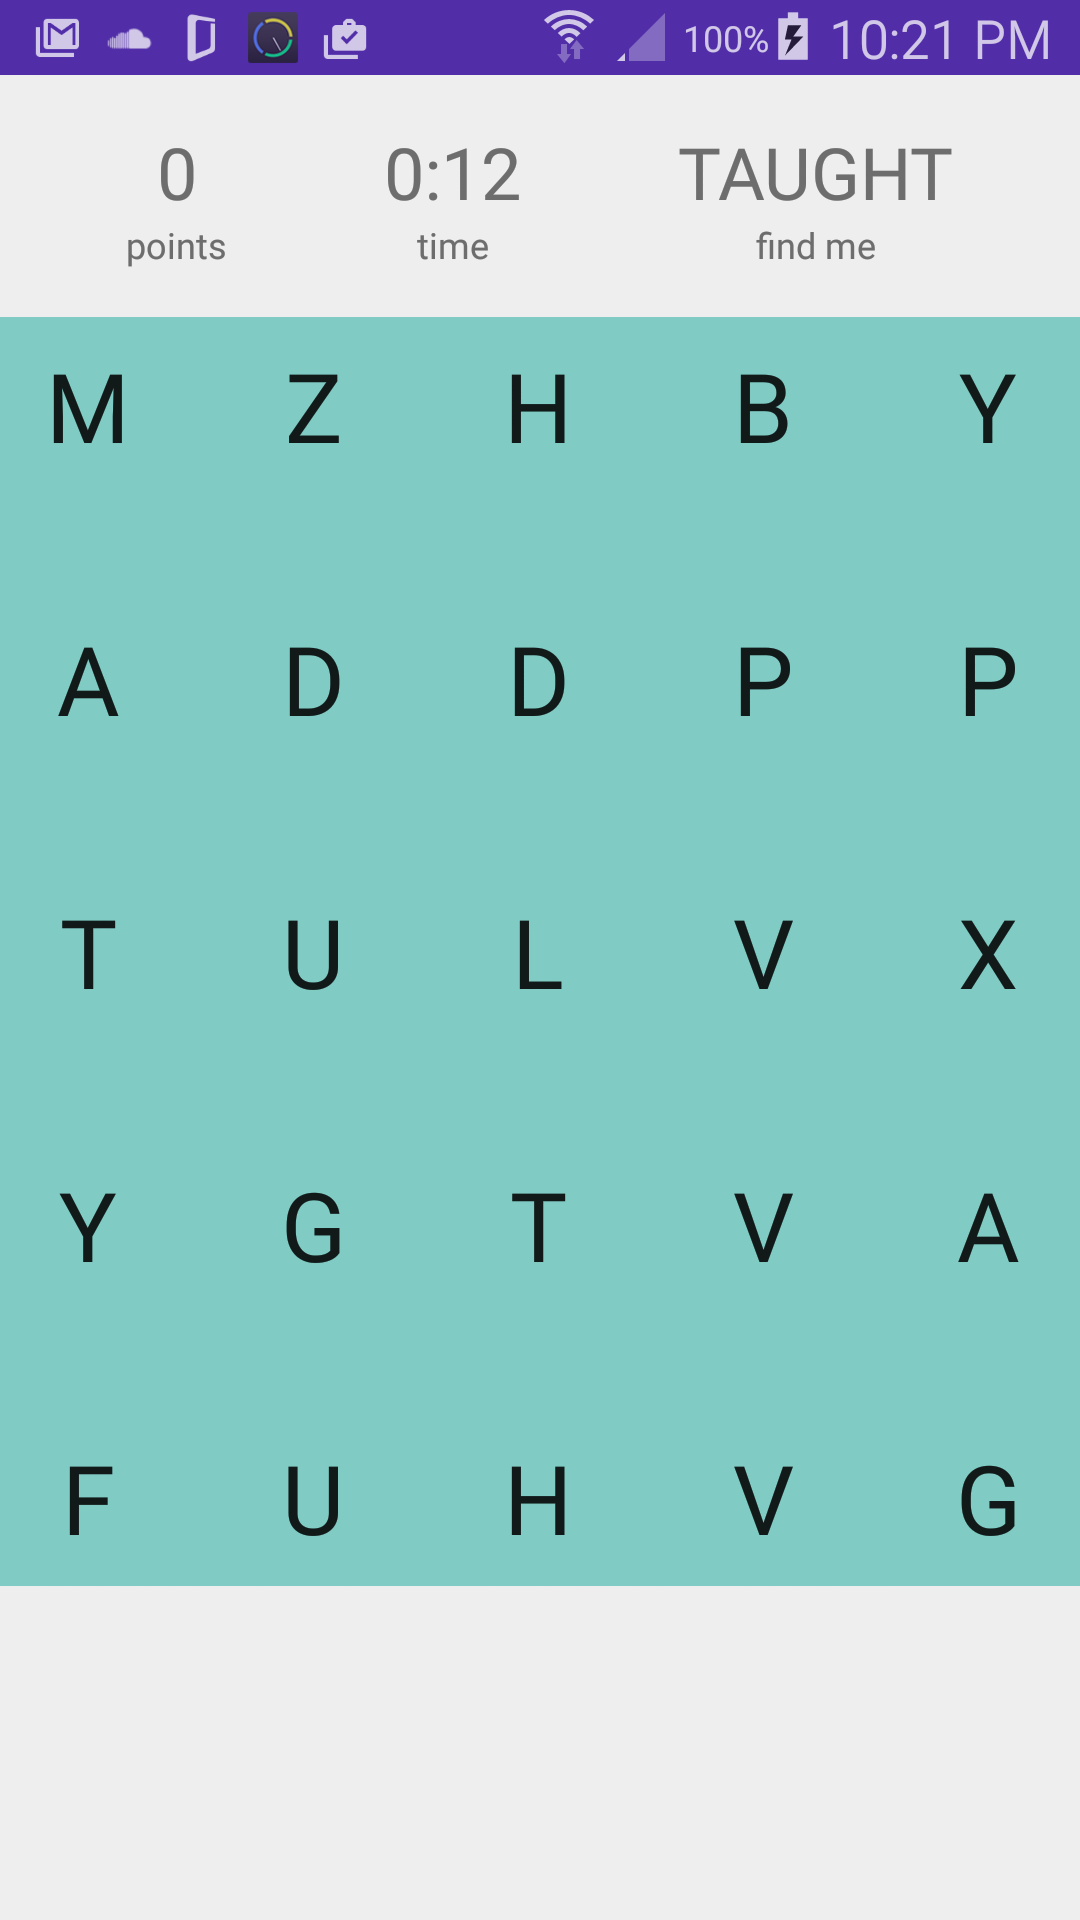 100% 10:21 PM
0 0:12 TAUGHT
points time find me
M Z H B Y
A D D P P
T U L V X
Y G T V A
F U H V G